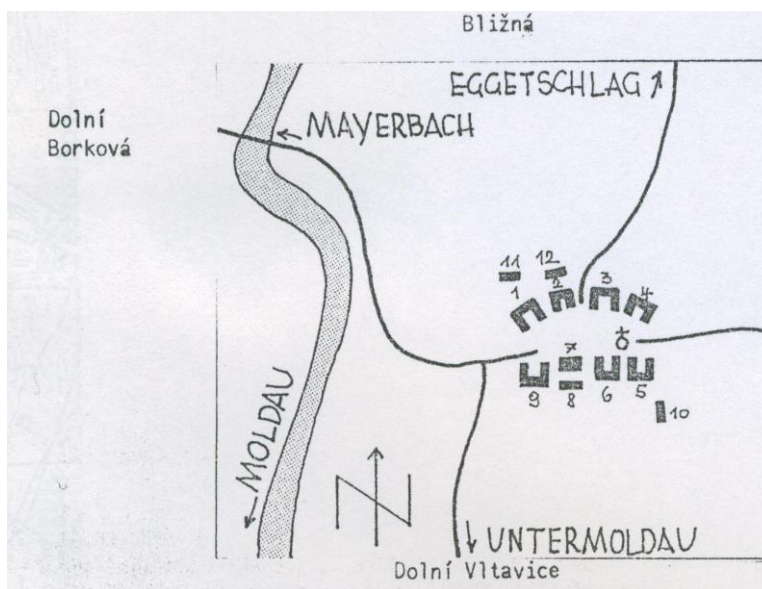 Bližná
EGGETSCHLAG
Dolní
Borková
MAYERBACH
11
12
1
2
3
4
7
9
8
6
5
10
MOLDAU
N
UNTERMOLDAU
Dolní Vltavice